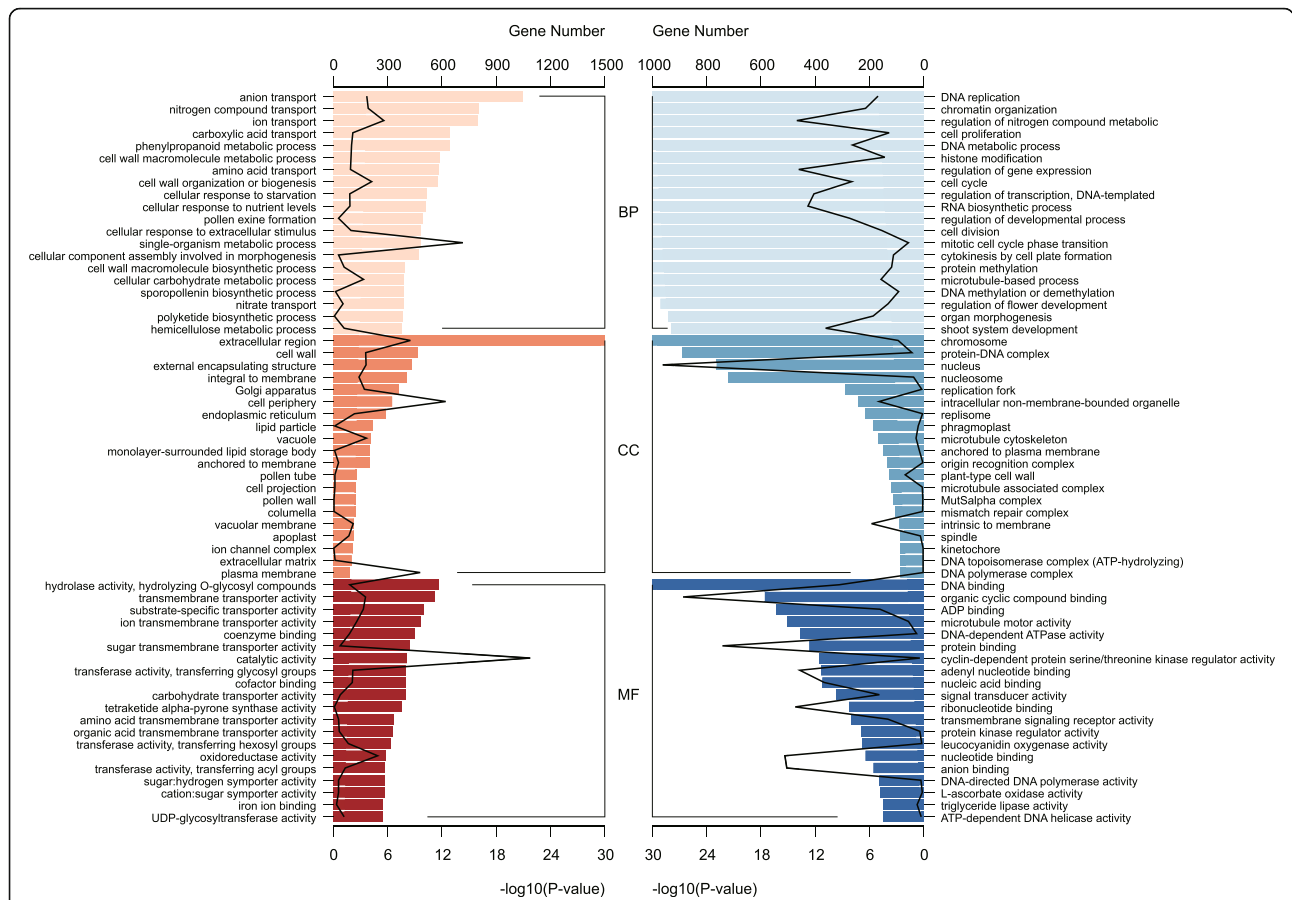 Gene Number
Gene Number
0 300 600 900 1200 1500
1000 800 600 400 200 0
anion transport
nitrogen compound transport
ion transport
carboxylic acid transport
phenylpropanoid metabolic process
cell wall macromolecule metabolic process
amino acid transport
cell wall organization or biogenesis
cellular response to starvation
cellular response to nutrient levels
pollen exine formation
cellular response to extracellular stimulus
single-organism metabolic process
cellular component assembly involved in morphogenesis
cell wall macromolecule biosynthetic process
cellular carbohydrate metabolic process
sporopollenin biosynthetic process
nitrate transport
polyketide biosynthetic process
hemicellulose metabolic process
extracellular region
cell wall
external encapsulating structure
integral to membrane
Golgi apparatus
cell periphery
endoplasmic reticulum
lipid particle
vacuole
monolayer-surrounded lipid storage body
anchored to membrane
pollen tube
cell projection
pollen wall
columella
vacuolar membrane
apoplast
ion channel complex
extracellular matrix
plasma membrane
hydrolase activity, hydrolyzing O-glycosyl compounds
transmembrane transporter activity
substrate-specific transporter activity
ion transmembrane transporter activity
coenzyme binding
sugar transmembrane transporter activity
catalytic activity
transferase activity, transferring glycosyl groups
cofactor binding
carbohydrate transporter activity
tetraketide alpha-pyrone synthase activity
amino acid transmembrane transporter activity
organic acid transmembrane transporter activity
transferase activity, transferring hexosyl groups
oxidoreductase activity
transferase activity, transferring acyl groups
sugar:hydrogen symporter activity
cation:sugar symporter activity
iron ion binding
UDP-glycosyltransferase activity
BP
CC
MF
DNA replication
chromatin organization
regulation of nitrogen compound metabolic
cell proliferation
DNA metabolic process
histone modification
regulation of gene expression
cell cycle
regulation of transcription, DNA-templated
RNA biosynthetic process
regulation of developmental process
cell division
mitotic cell cycle phase transition
cytokinesis by cell plate formation
protein methylation
microtubule-based process
DNA methylation or demethylation
regulation of flower development
organ morphogenesis
shoot system development
chromosome
protein-DNA complex
nucleus
nucleosome
replication fork
intracellular non-membrane-bounded organelle
replisome
phragmoplast
microtubule cytoskeleton
anchored to plasma membrane
origin recognition complex
plant-type cell wall
microtubule associated complex
MutSalpha complex
mismatch repair complex
intrinsic to membrane
spindle
kinetochore
DNA topoisomerase complex (ATP-hydrolyzing)
DNA polymerase complex
DNA binding
organic cyclic compound binding
ADP binding
microtubule motor activity
DNA-dependent ATPase activity
protein binding
cyclin-dependent protein serine/threonine kinase regulator activity
adenyl nucleotide binding
nucleic acid binding
signal transducer activity
ribonucleotide binding
transmembrane signaling receptor activity
protein kinase regulator activity
leucocyanidin oxygenase activity
nucleotide binding
anion binding
DNA-directed DNA polymerase activity
L-ascorbate oxidase activity
triglyceride lipase activity
ATP-dependent DNA helicase activity
0 6 12 18 24 30
30 24 18 12 6 0
-log10(P-value)
-log10(P-value)